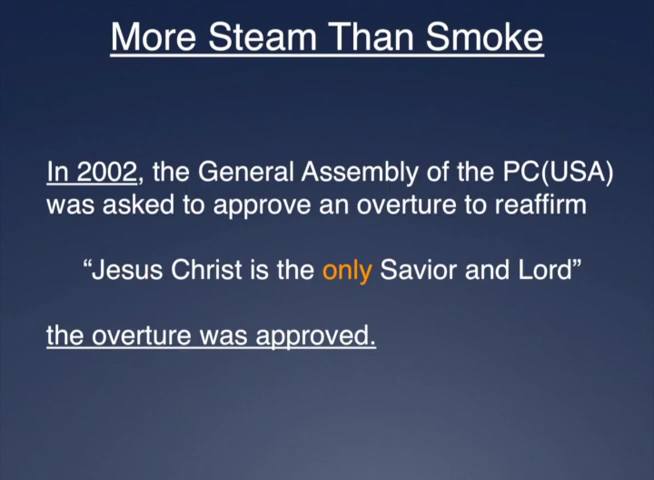 More Steam Than Smoke
In 2002, the General Assembly of the PC(USA)
was asked to approve an overture to reaffirm
“Jesus Christ is the only Savior and Lord”
the overture was approved.